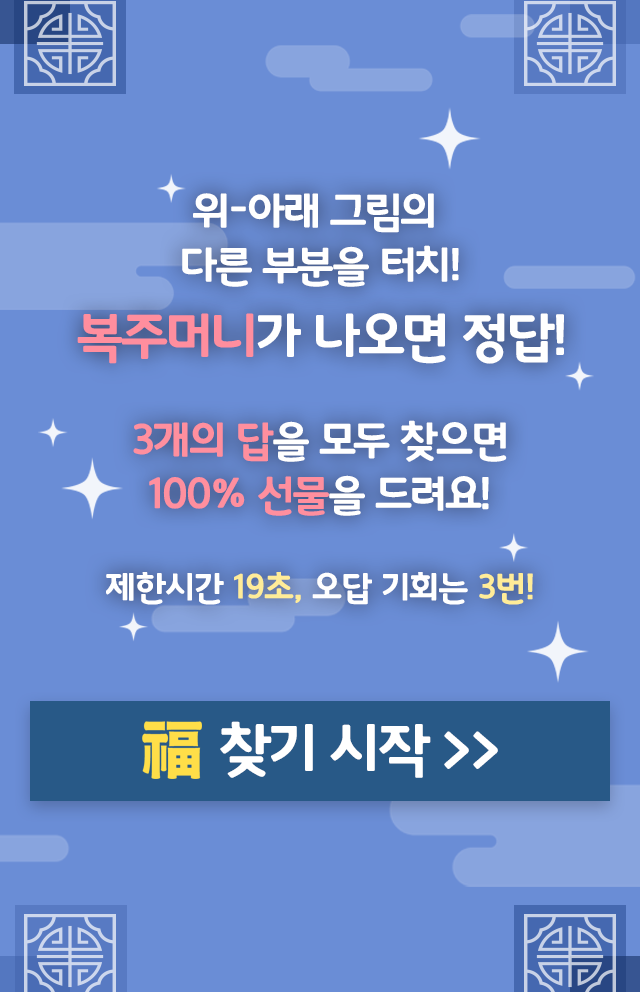 위-아래 그림의
다른 부분을 터치!
복주머니가 나오면 정답!
3개의 답을 모두 찾으면
100% 선물을 드려요!
제한시간 19초, 오답 기회는 3번!
福 찾기 시작 >>